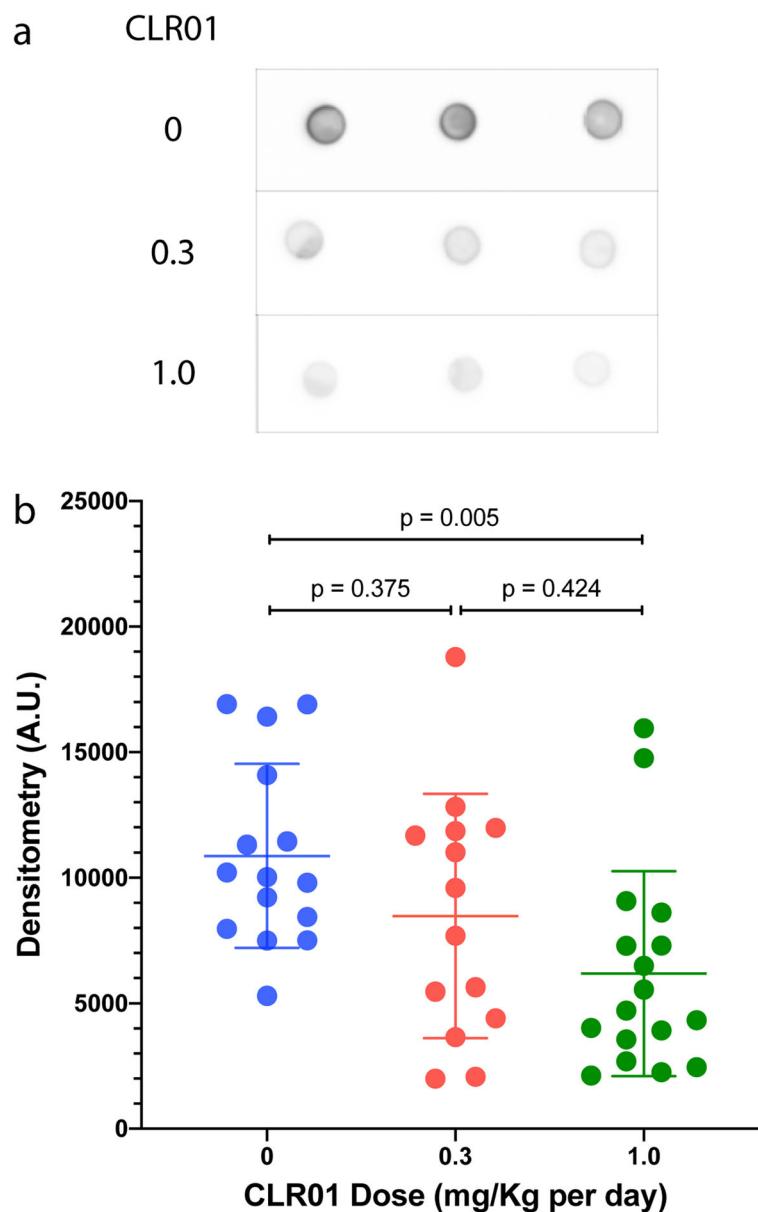 a
CLR01
0
0.3
1.0
b
25000
20000
15000
10000
5000
0
Densitometry (A.U.)
p = 0.005
p = 0.375
p = 0.424
0
0.3
1.0
CLR01 Dose (mg/Kg per day)